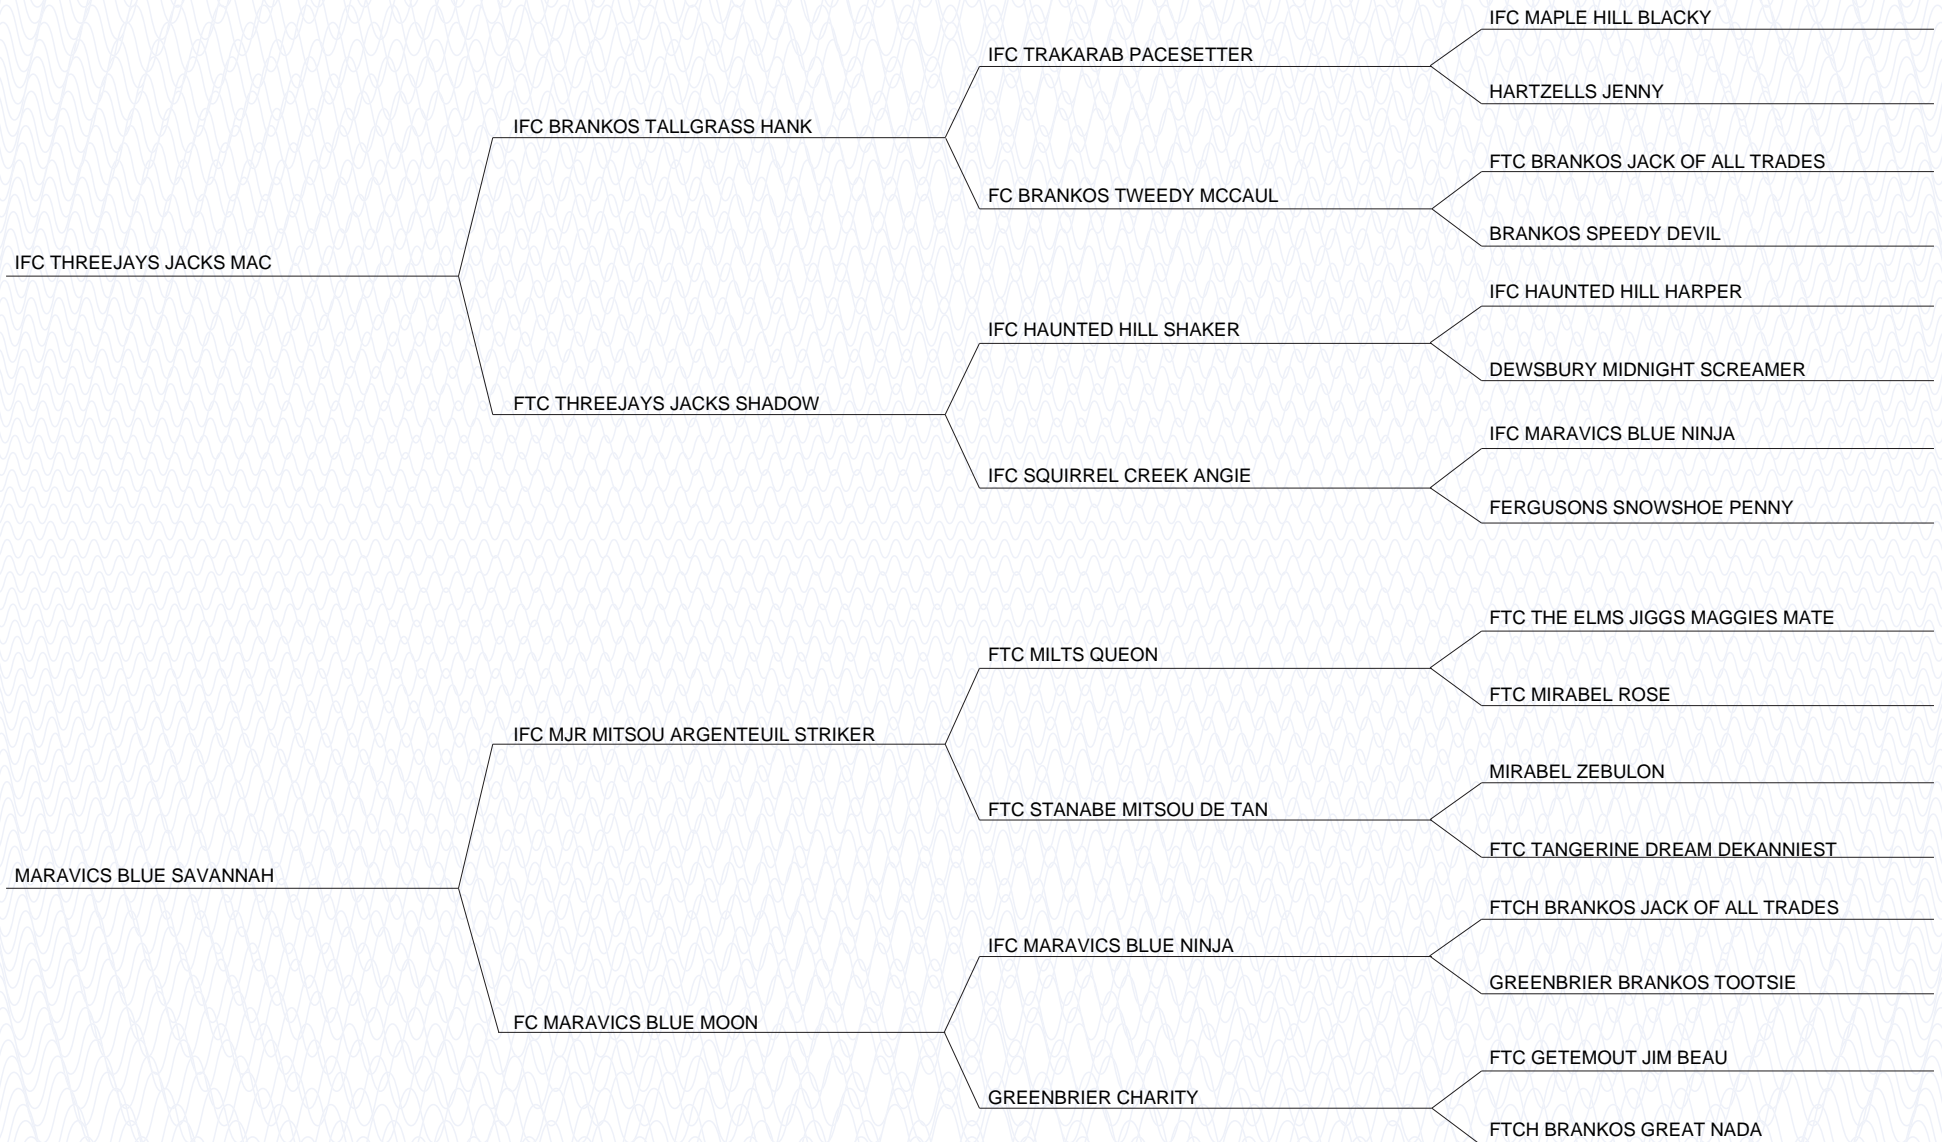 IFC MAPLE HILL BLACKY
IFC TRAKARAB PACESETTER
HARTZELLS JENNY
IFC BRANKOS TALLGRASS HANK
FTC BRANKOS JACK OF ALL TRADES
FC BRANKOS TWEEDY MCCAUL
BRANKOS SPEEDY DEVIL
IFC THREEJAYS JACKS MAC
IFC HAUNTED HILL HARPER
IFC HAUNTED HILL SHAKER
DEWSBURY MIDNIGHT SCREAMER
FTC THREEJAYS JACKS SHADOW
IFC MARAVICS BLUE NINJA
IFC SQUIRREL CREEK ANGIE
FERGUSONS SNOWSHOE PENNY
FTC THE ELMS JIGGS MAGGIES MATE
FTC MILTS QUEON
FTC MIRABEL ROSE
IFC MJR MITSOU ARGENTEUIL STRIKER
MIRABEL ZEBULON
FTC STANABE MITSOU DE TAN
FTC TANGERINE DREAM DEKANNIEST
MARAVICS BLUE SAVANNAH
FTCH BRANKOS JACK OF ALL TRADES
IFC MARAVICS BLUE NINJA
GREENBRIER BRANKOS TOOTSIE
FC MARAVICS BLUE MOON
FTC GETEMOUT JIM BEAU
GREENBRIER CHARITY
FTCH BRANKOS GREAT NADA